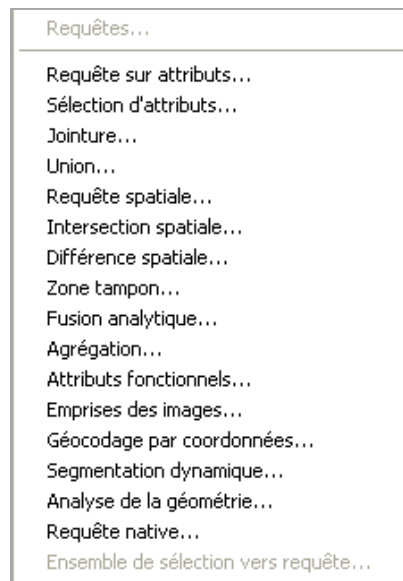 Requêtes...
Requête sur attributs...
Sélection d'attributs...
Jointure...
Union...
Requête spatiale...
Intersection spatiale...
Différence spatiale...
Zone tampon...
Fusion analytique...
Agrégation...
Attributs fonctionnels...
Emprises des images...
Géocodage par coordonnées...
Segmentation dynamique...
Analyse de la géométrie...
Requête native...
Ensemble de sélection vers requête...